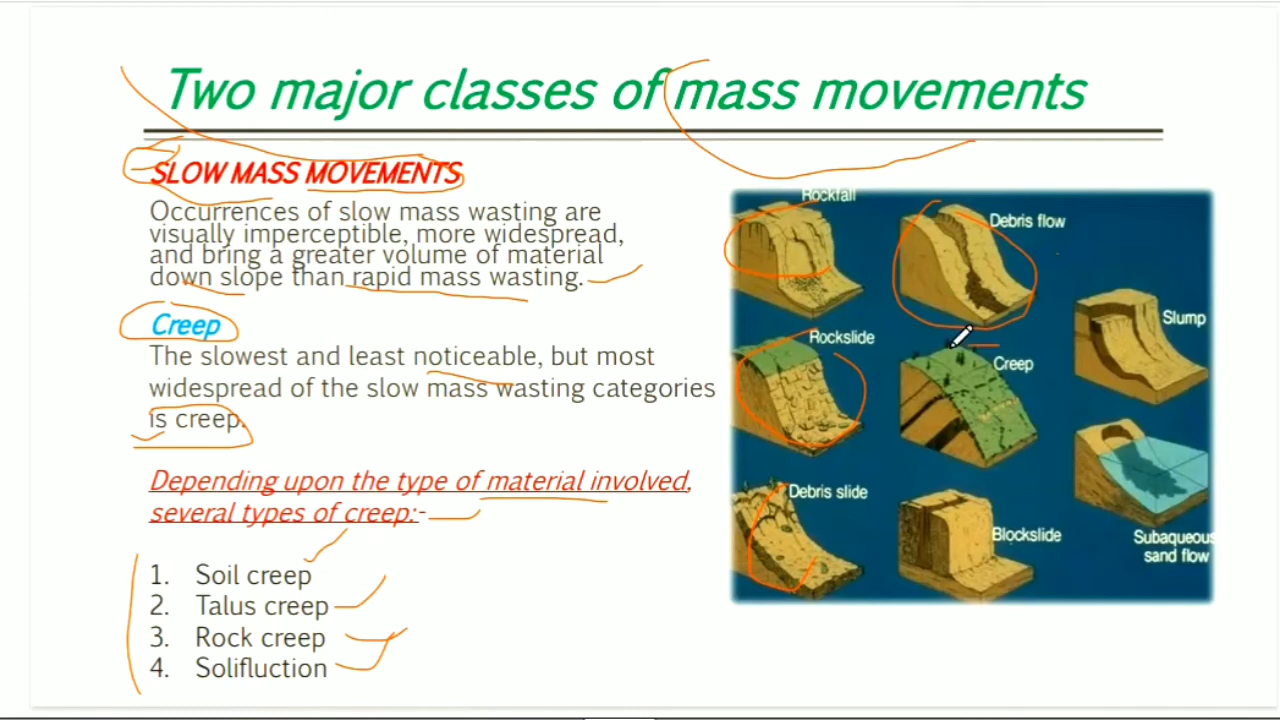 Two major classes of mass movements
SLOW MASS MOVEMENTS
Occurrences of slow mass wasting are
visually imperceptible, more widespread,
and bring a greater volume of material
down slope than rapid mass wasting.
Creep
The slowest and least noticeable, but most
widespread of the slow mass wasting categories
is creep.
Depending upon the type of material involved,
several types of creep:-
1. Soil creep
2. Talus creep
3. Rock creep
4. Solifluction
Rockfall
Debris flow
Slump
Rockslide
Creep
Debris slide
Blockslide
Subaqueous
sand flow